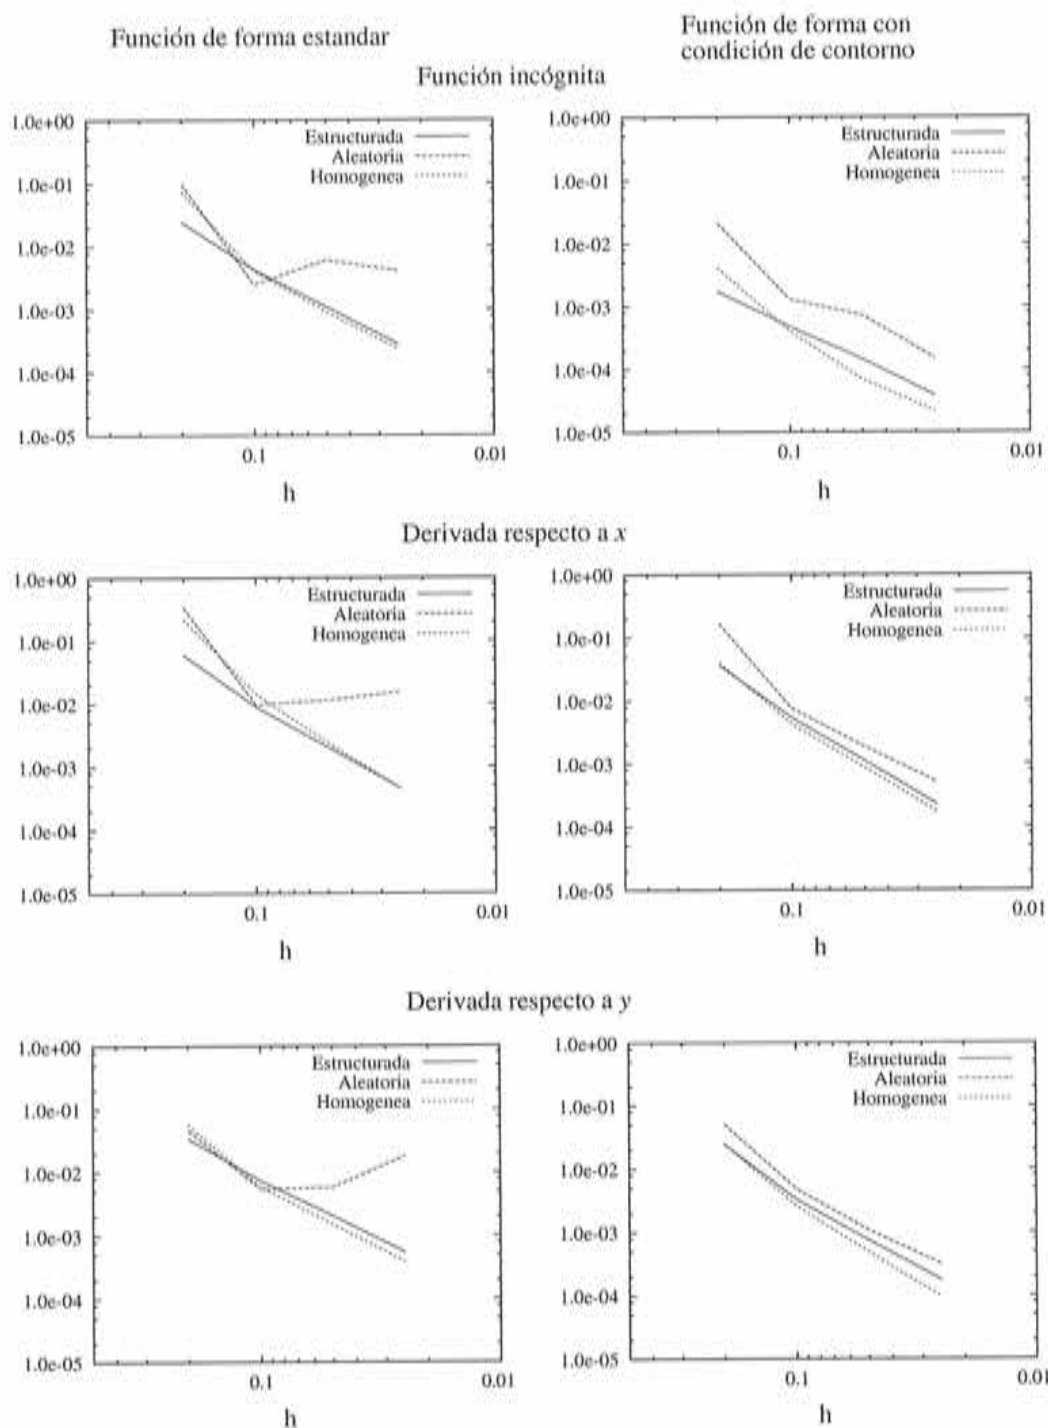 Función de forma estandar
Función de forma con
condición de contorno
Función incógnita
1.0e+00
1.0e-01
1.0e-02
1.0e-03
1.0e-04
1.0e-05
Estructurada
Aleatoria
Homogenea
0.1
0.01
h
1.0e+00
1.0e-01
1.0e-02
1.0e-03
1.0e-04
1.0e-05
Estructurada
Aleatoria
Homogenea
0.1
0.01
h
Derivada respecto a x
1.0e+00
1.0e-01
1.0e-02
1.0e-03
1.0e-04
1.0e-05
Estructurada
Aleatoria
Homogenea
0.1
0.01
h
1.0e+00
1.0e-01
1.0e-02
1.0e-03
1.0e-04
1.0e-05
Estructurada
Aleatoria
Homogenea
0.1
0.01
h
Derivada respecto a y
1.0e+00
1.0e-01
1.0e-02
1.0e-03
1.0e-04
1.0e-05
Estructurada
Aleatoria
Homogenea
0.1
0.01
h
1.0e+00
1.0e-01
1.0e-02
1.0e-03
1.0e-04
1.0e-05
Estructurada
Aleatoria
Homogenea
0.1
0.01
h